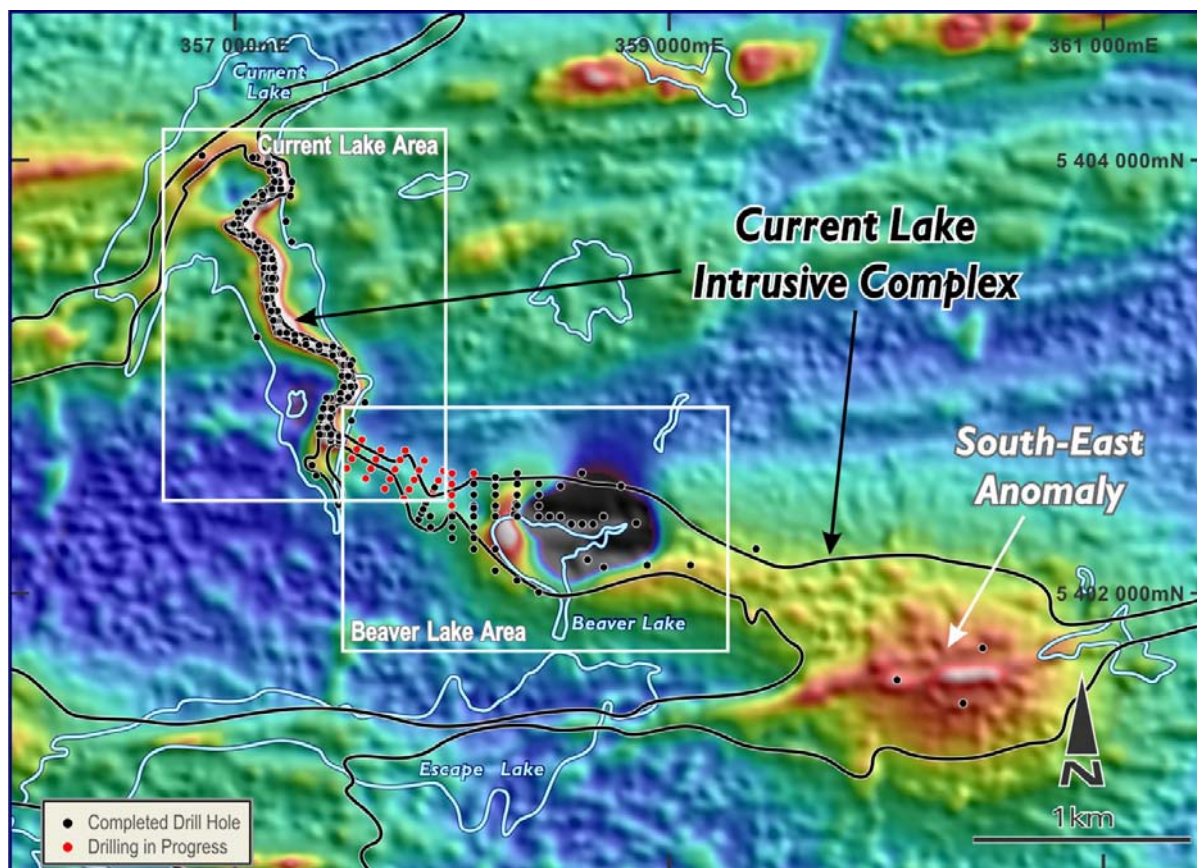 357 000mE
359 000mE
361 000mE
Current
Lake
Current Lake Area
5 404 000mN
Current Lake
Intrusive Complex
South-East
Anomaly
5 402 000mN
Beaver Lake Area
Beaver Lake
Escape Lake
N
1km
Completed Drill Hole
Drilling in Progress